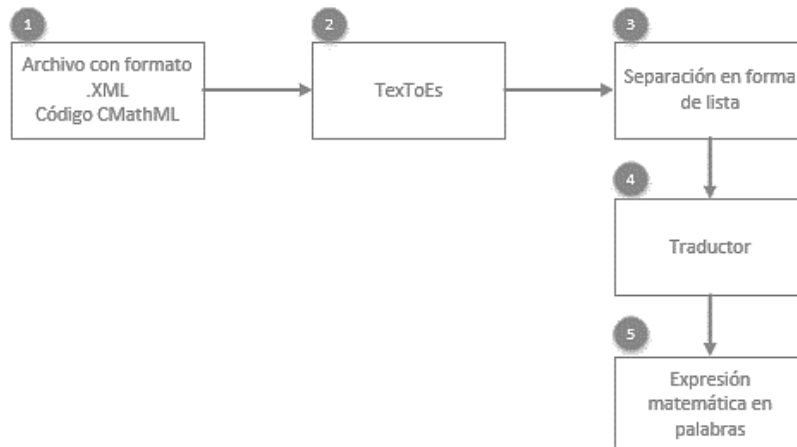 1
Archivo con formato
.XML
Código CMathML
2
TexToEs
3
Separación en forma
de lista
4
Traductor
5
Expresión
matemática en
palabras